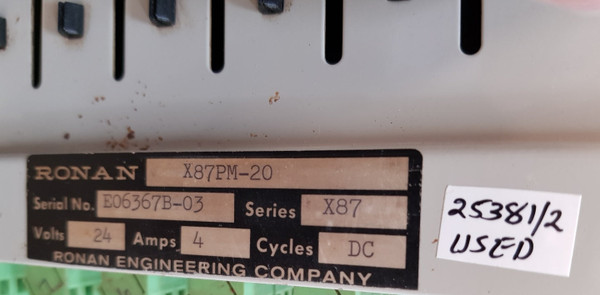 RONAN X87PM-20
Serial No. E06367B-03 Series X87
Volts 24 Amps 4 Cycles DC
RONAN ENGINEERING COMPANY
25381/2
USED